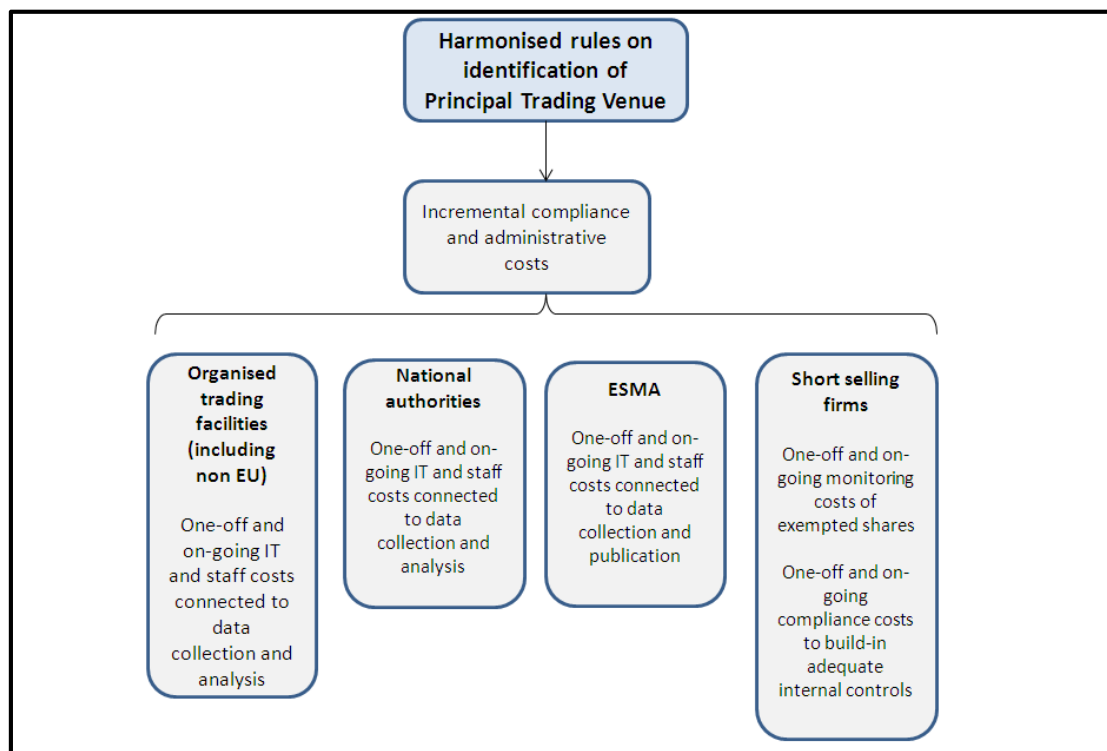 Harmonised rules on
identification of
Principal Trading Venue
Incremental compliance
and administrative
costs
Organised
trading
facilities
(including
non EU)
One-off and
on-going IT
and staff costs
connected to
data
collection and
analysis
National
authorities
One-off and on-
going IT and staff
costs connected
to data
collection and
analysis
ESMA
One-off and on-
going IT and staff
costs connected
to data
collection and
publication
Short selling
firms
One-off and on-
going monitoring
costs of
exempted shares
One-off and on-
going
compliance costs
to build-in
adequate
internal controls